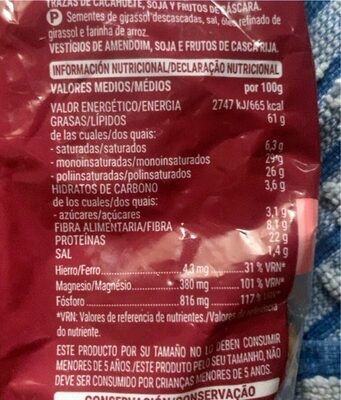 TRAZAS DE CACAHUETE, SOJA Y FRUTOS DE CÁSCARA.
P Sementes de girassol descascadas, sal, óleo refinado de
girassol e farinha de arroz.
VESTÍGIOS DE AMENDOIM, SOJA E FRUTOS DE CASCA RIJA.
INFORMACIÓN NUTRICIONAL/DECLARAÇÃO NUTRICIONAL
VALORES MEDIOS/MÉDIOS por 100g
VALOR ENERGÉTICO/ENERGIA 2747 kJ/665 kcal
GRASAS/LÍPIDOS 61 g
de las cuales/dos quais:
- saturadas/saturados 6,3 g
- monoinsaturadas/monoinsaturados 29 g
- poliinsaturadas/polinsaturados 26 g
HIDRATOS DE CARBONO 3,6 g
de los cuales/dos quais:
- azúcares/açúcares 3,1 g
FIBRA ALIMENTARIA/FIBRA 8,1 g
PROTEÍNAS 22 g
SAL 1,4 g
Hierro/Ferro 4,3 mg 31 % VRN*
Magnesio/Magnésio 380 mg 101 % VRN*
Fósforo 816 mg 117 % VRN*
*VRN: Valores de referencia de nutrientes./Valores de referência
do nutriente.
ESTE PRODUCTO POR SU TAMAÑO NO LO DEBEN CONSUMIR
MENORES DE 5 AÑOS./ESTE PRODUTO PELO SEU TAMANHO, NÃO
DEVE SER CONSUMIDO POR CRIANÇAS MENORES DE 5 ANOS.
CONSERVACIÓN/CONSERVAÇÃO